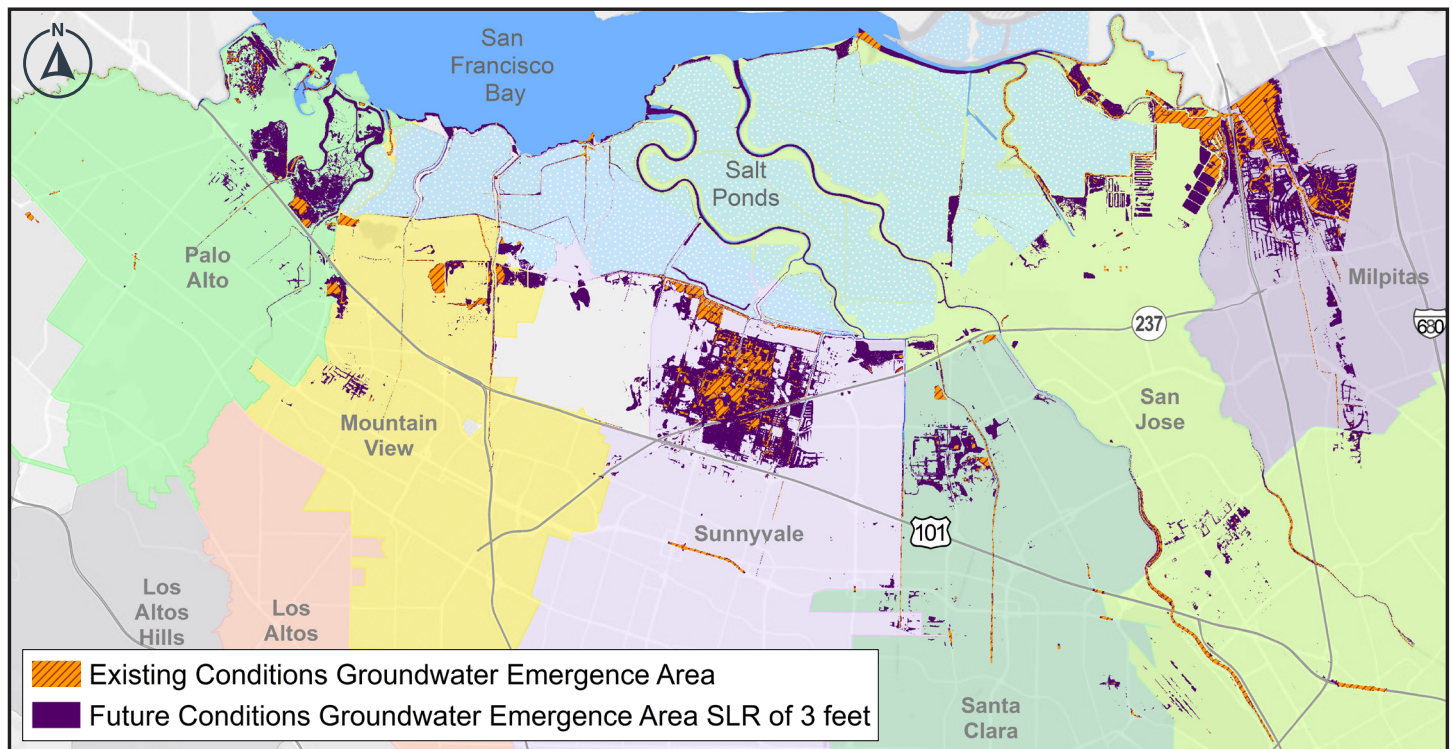 N
San
Francisco
Bay
Salt
Ponds
Palo
Alto
Milpitas
680
237
San
Jose
Mountain
View
Sunnyvale
101
Los
Altos
Hills
Los
Altos
Santa
Clara
Existing Conditions Groundwater Emergence Area
Future Conditions Groundwater Emergence Area SLR of 3 feet